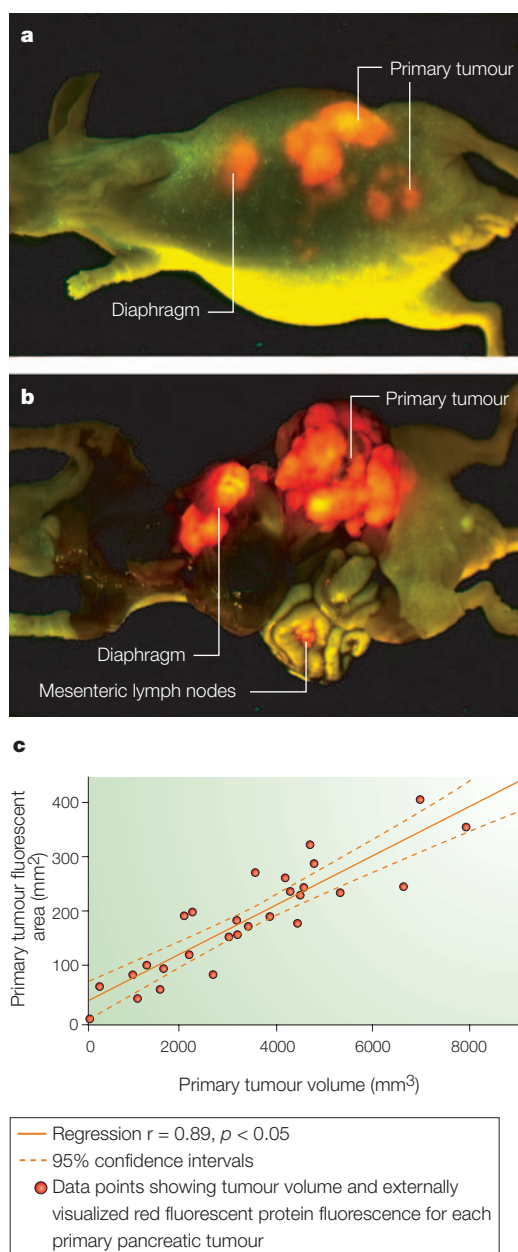 a
Primary tumour
Diaphragm
b
Primary tumour
Diaphragm
Mesenteric lymph nodes
c
Primary tumour fluorescent
area (mm²)
400
300
200
100
0
0 2000 4000 6000 8000
Primary tumour volume (mm³)
Regression r = 0.89, p < 0.05
95% confidence intervals
Data points showing tumour volume and externally
visualized red fluorescent protein fluorescence for each
primary pancreatic tumour